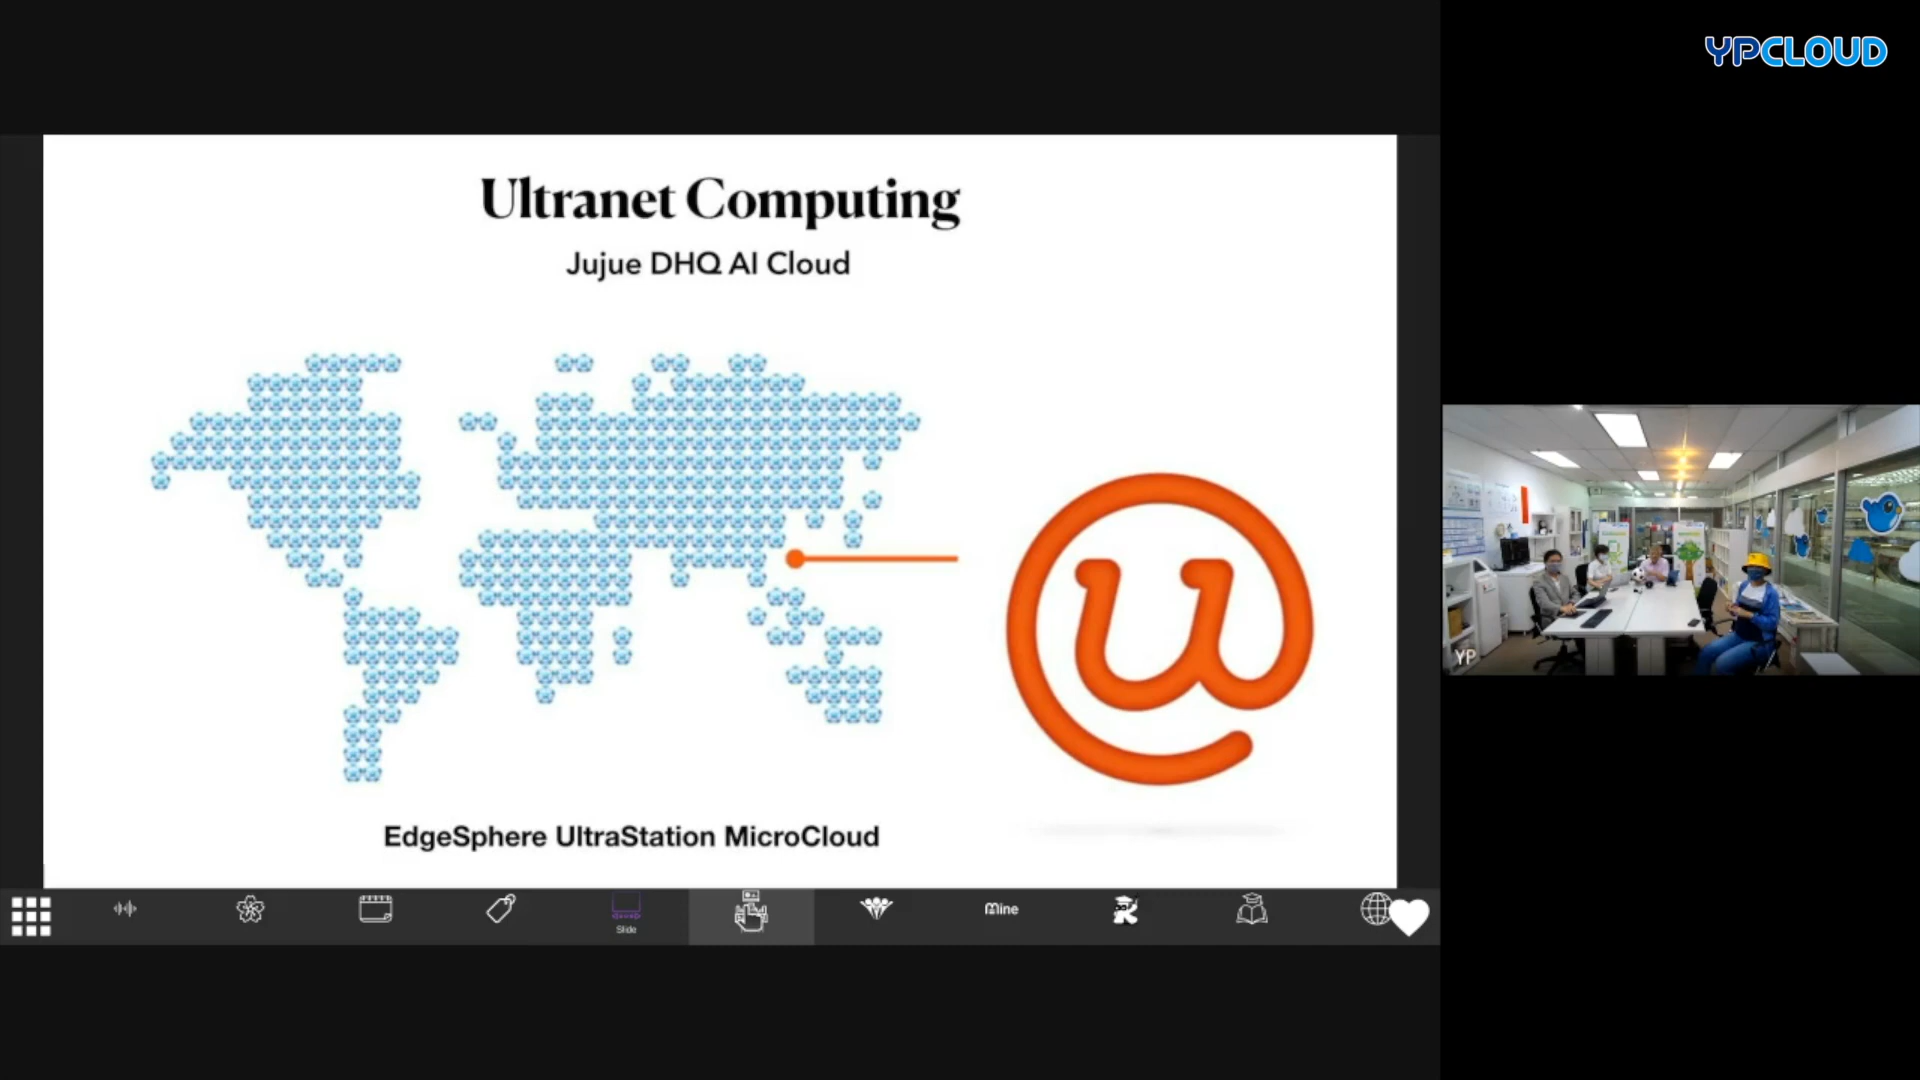 YPCLOUD
Ultranet Computing
Jujue DHQ AI Cloud
u
EdgeSphere UltraStation MicroCloud
YP
Slide
Mine